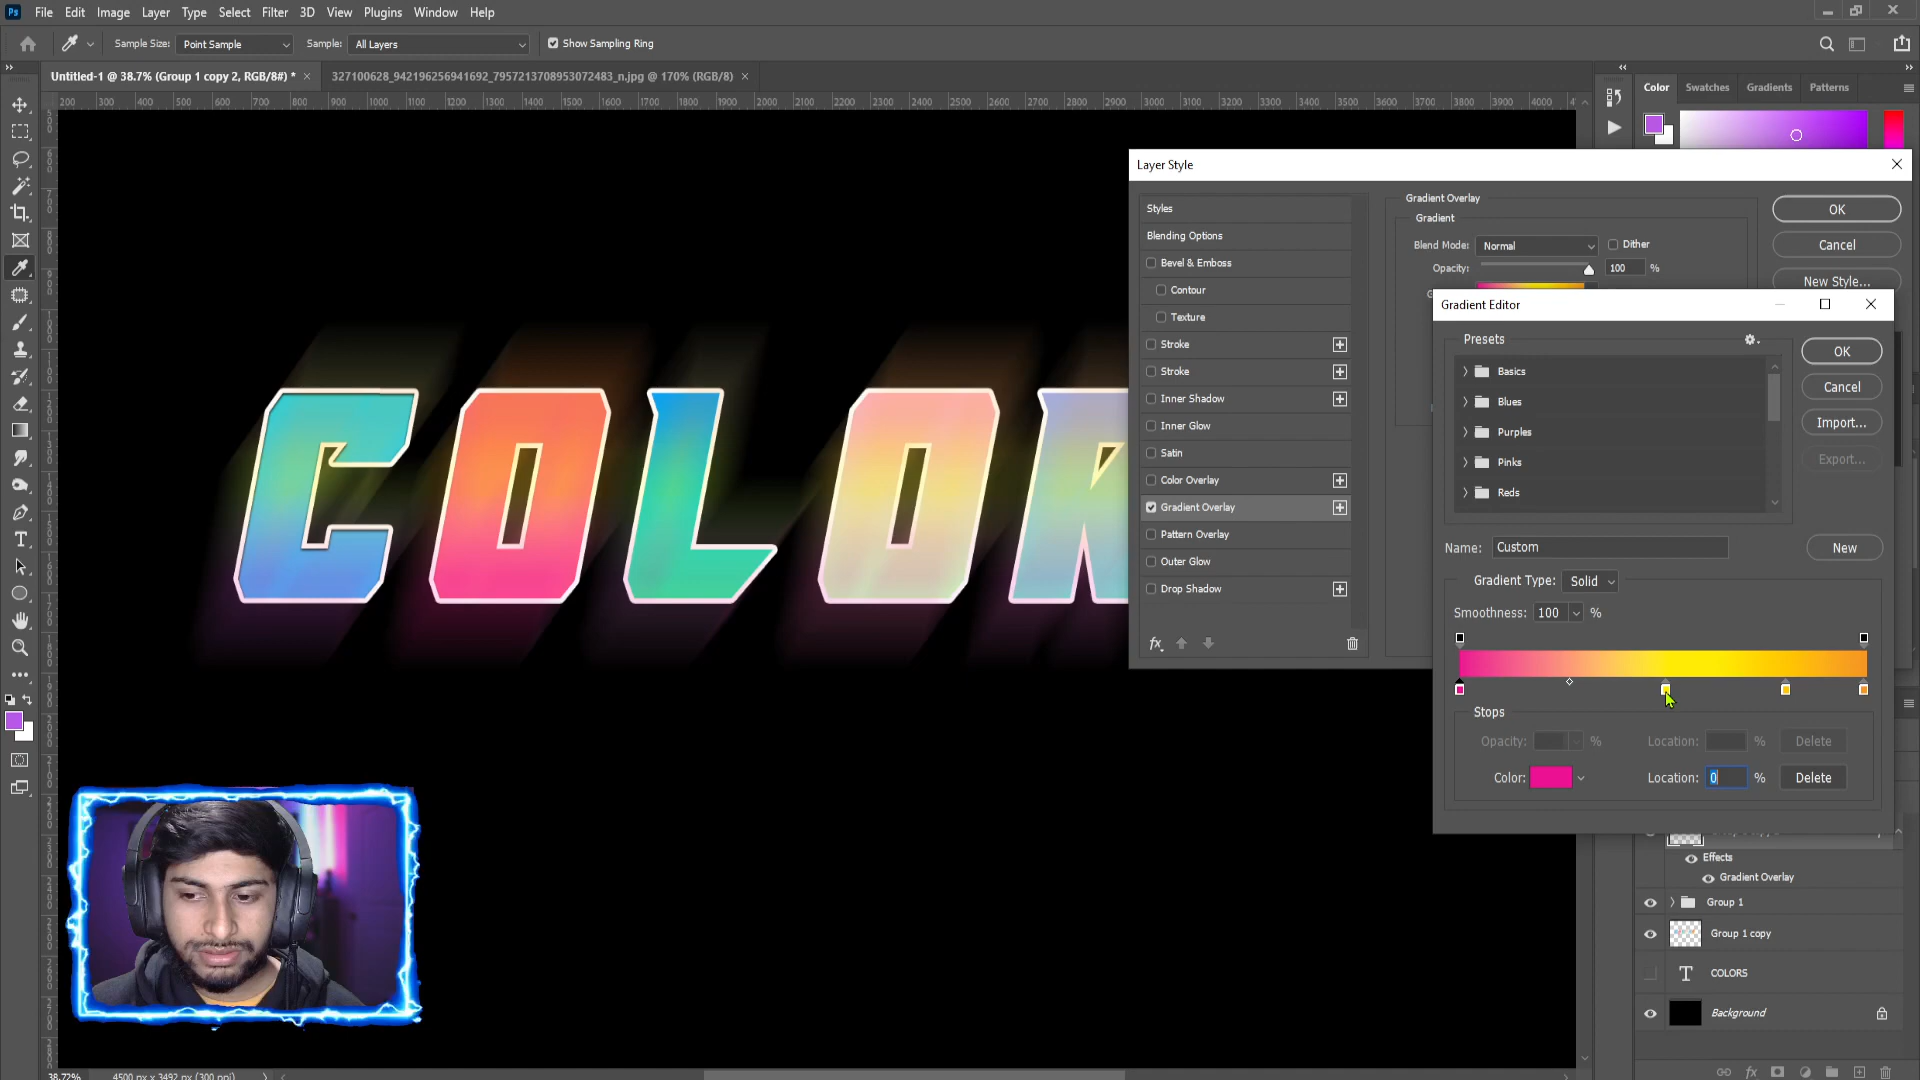 Ps File Edit Image Layer Type Select Filter 3D View Plugins Window Help
Sample Size: Point Sample Sample: All Layers Show Sampling Ring
Untitled-1 @ 38.7% (Group 1 copy 2, RGB/8#) * × 327100628_942196256941692_7957213708953072483_n.jpg @ 170% (RGB/8) ×
Color Swatches Gradients Patterns
200 300 400 500 600 700 800 900 1000 1100 1200 1300 1400 1500 1600 1700 1800 1900 2000 2100 2200 2300 2400 2500 2600 2700 2800 2900 3000 3100 3200 3300 3400 3500 3600 3700 3800 3900 4000
COLOR
Layer Style
Styles
Blending Options
Bevel & Emboss
Contour
Texture
Stroke
Stroke
Inner Shadow
Inner Glow
Satin
Color Overlay
Gradient Overlay
Pattern Overlay
Outer Glow
Drop Shadow
fx
Gradient Overlay
Gradient
Blend Mode: Normal Dither
Opacity: 100 %
OK
Cancel
New Style...
Gradient Editor
Presets
Basics
Blues
Purples
Pinks
Reds
OK
Cancel
Import...
Export...
Name: Custom New
Gradient Type: Solid
Smoothness: 100 %
Stops
Opacity: % Location: % Delete
Color: Location: 0 % Delete
Effects
Gradient Overlay
Group 1
Group 1 copy
T COLORS
Background
fx
38.72% 4500 px x 3492 px (300 ppi)